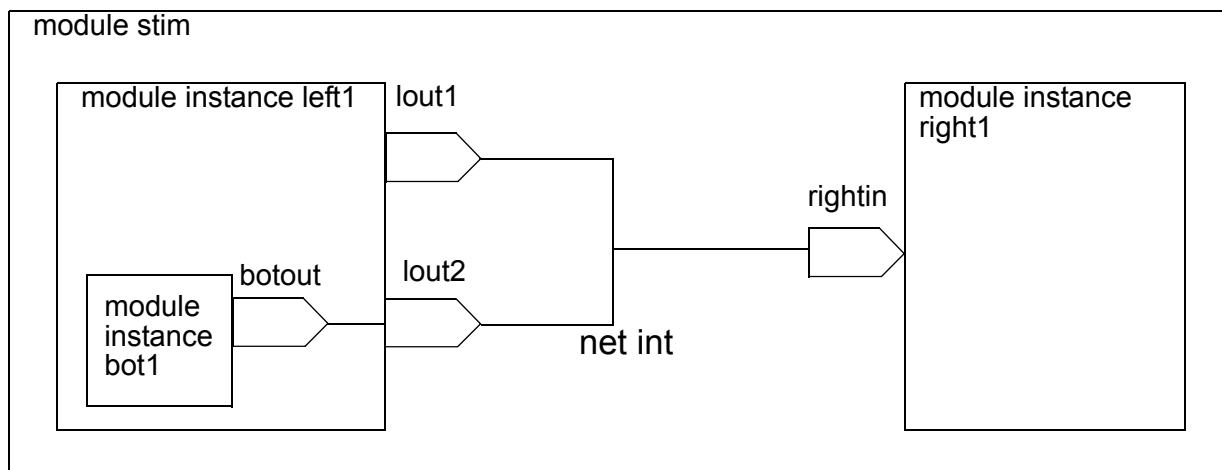 module stim
module instance left1
lout1
module instance
right1
rightin
botout
lout2
module
instance
bot1
net int